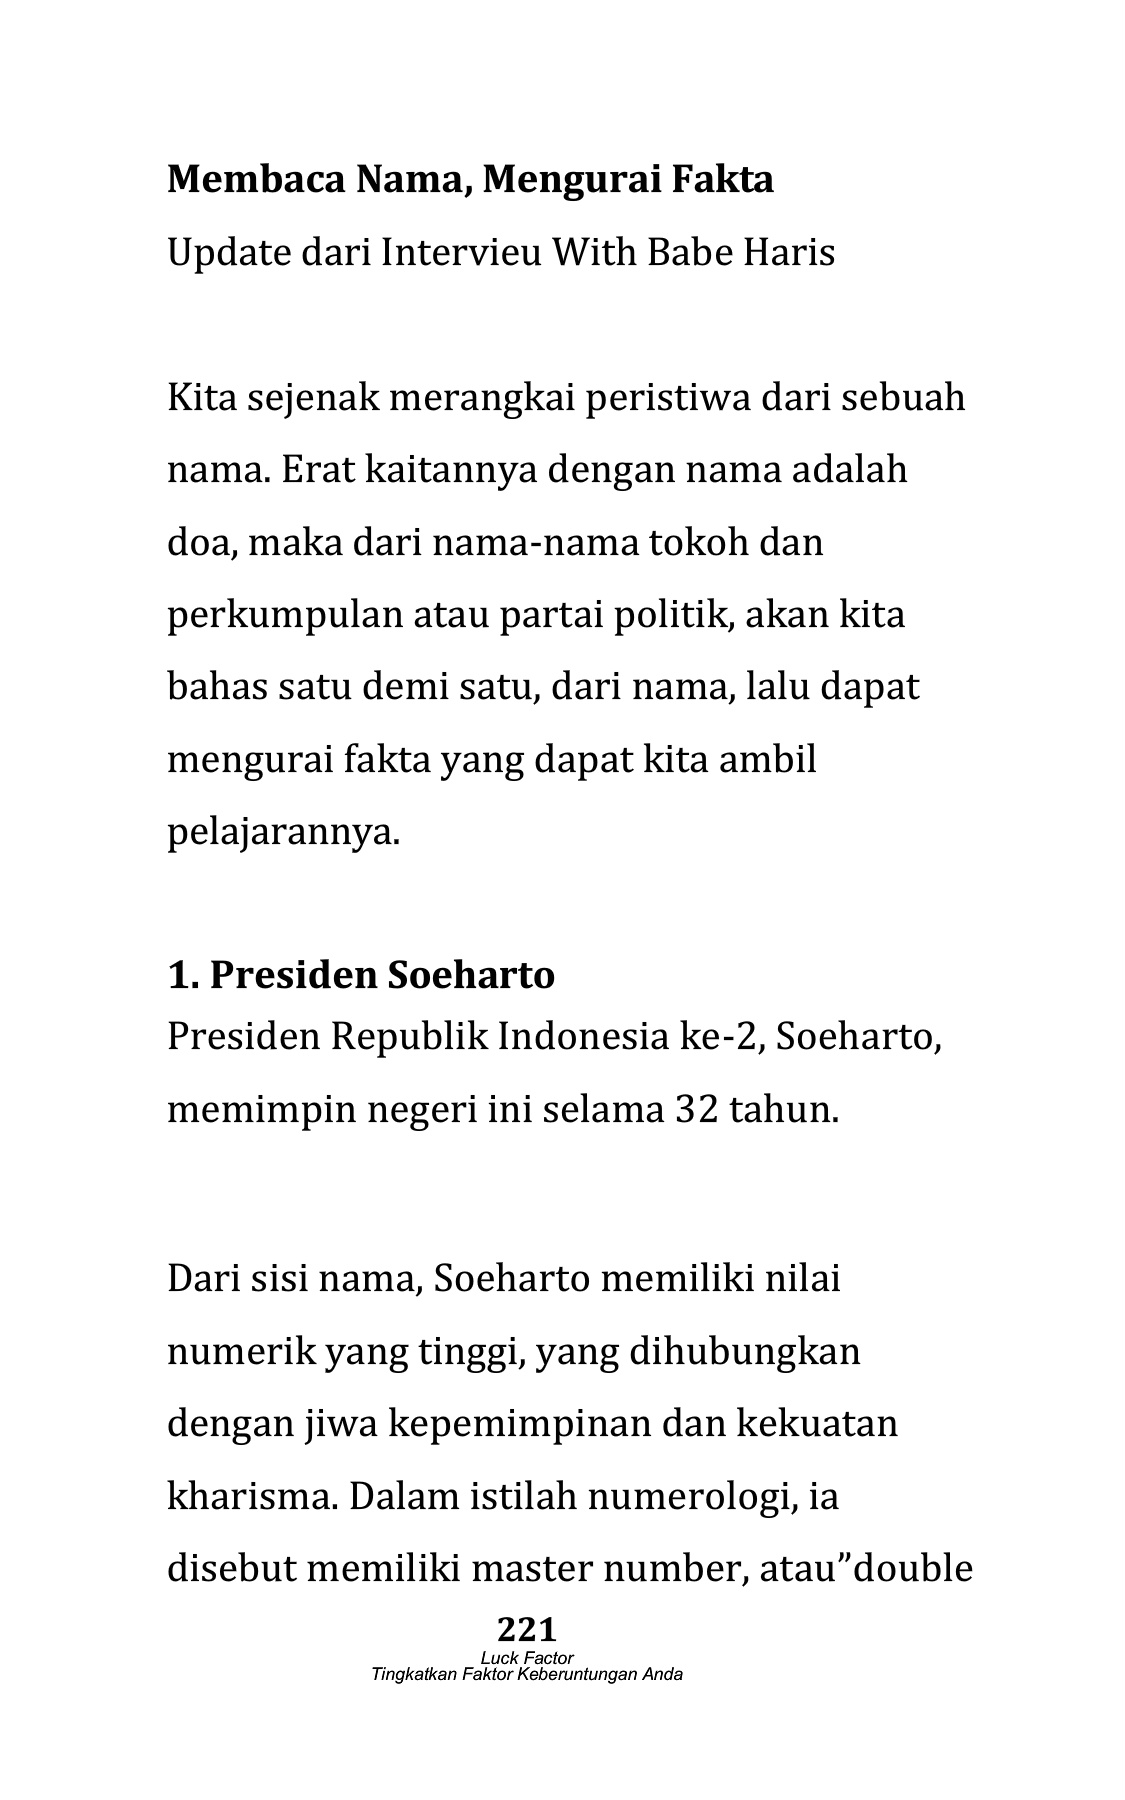 Membaca Nama, Mengurai Fakta
Update dari Intervieu With Babe Haris
Kita sejenak merangkai peristiwa dari sebuah
nama. Erat kaitannya dengan nama adalah
doa, maka dari nama-nama tokoh dan
perkumpulan atau partai politik, akan kita
bahas satu demi satu, dari nama, lalu dapat
mengurai fakta yang dapat kita ambil
pelajarannya.
1. Presiden Soeharto
Presiden Republik Indonesia ke-2, Soeharto,
memimpin negeri ini selama 32 tahun.
Dari sisi nama, Soeharto memiliki nilai
numerik yang tinggi, yang dihubungkan
dengan jiwa kepemimpinan dan kekuatan
kharisma. Dalam istilah numerologi, ia
disebut memiliki master number, atau”double
221
Luck Factor
Tingkatkan Faktor Keberuntungan Anda